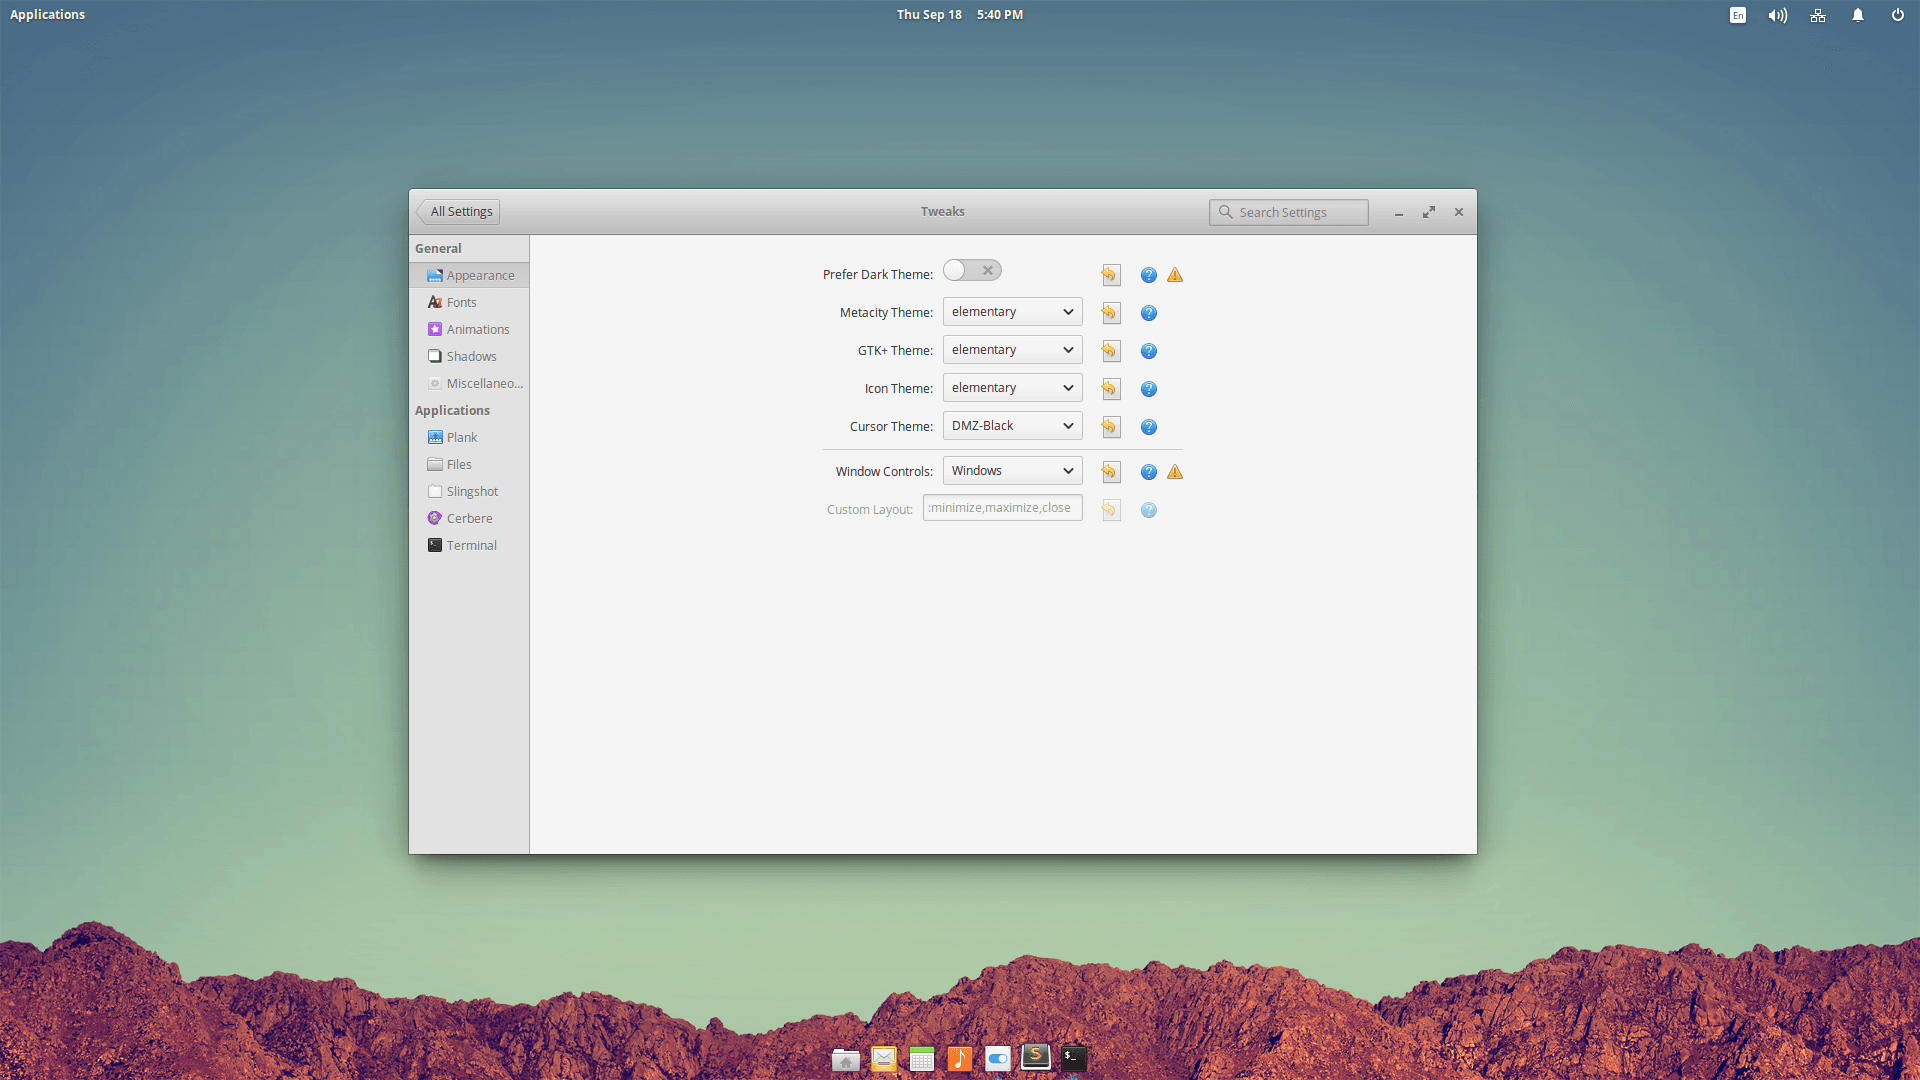 Applications
Thu Sep 18 5:40 PM
En
All Settings
Tweaks
Search Settings
General
Appearance
Fonts
Animations
Shadows
Miscellaneo...
Applications
Plank
Files
Slingshot
Cerbere
Terminal
Prefer Dark Theme:
Metacity Theme: elementary
GTK+ Theme: elementary
Icon Theme: elementary
Cursor Theme: DMZ-Black
Window Controls: Windows
Custom Layout: :minimize,maximize,close
S
$_